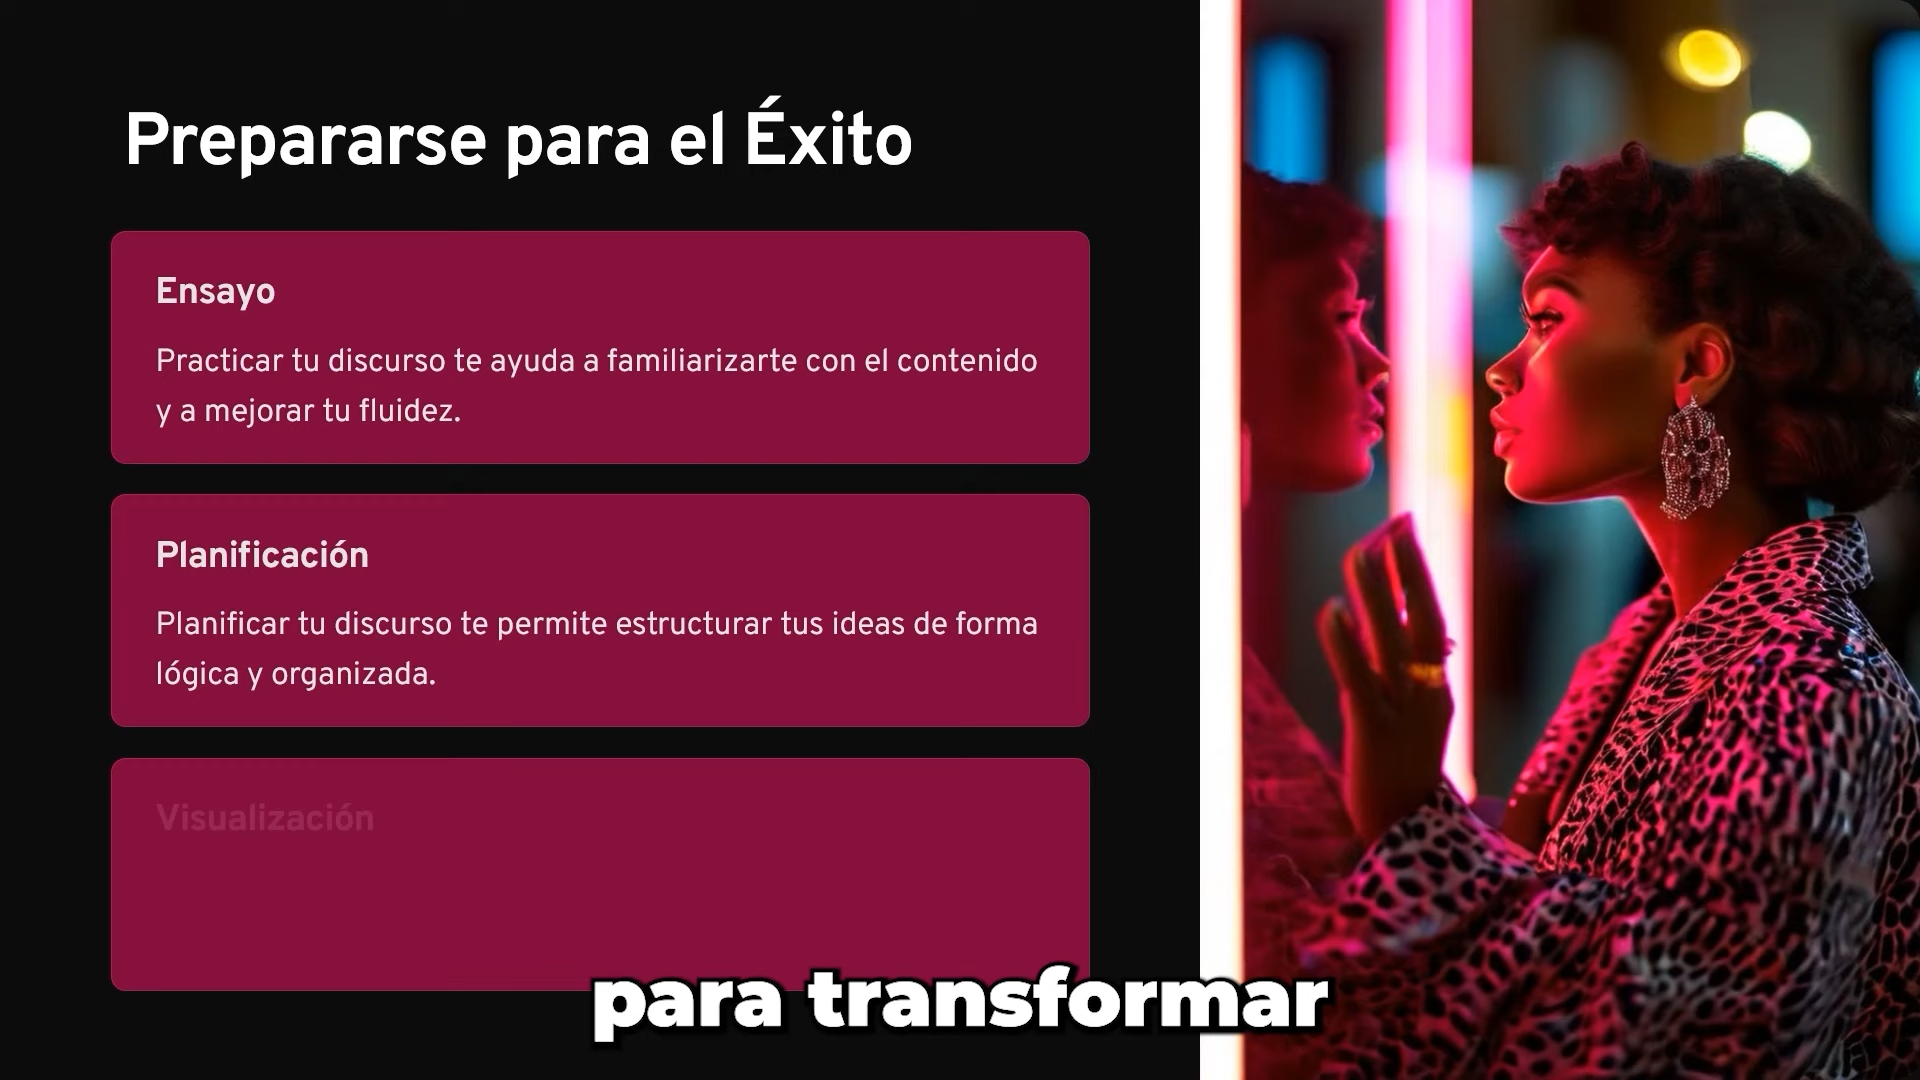 Prepararse para el Éxito
Ensayo
Practicar tu discurso te ayuda a familiarizarte con el contenido
y a mejorar tu fluidez.
Planificación
Planificar tu discurso te permite estructurar tus ideas de forma
lógica y organizada.
Visualización
para transformar